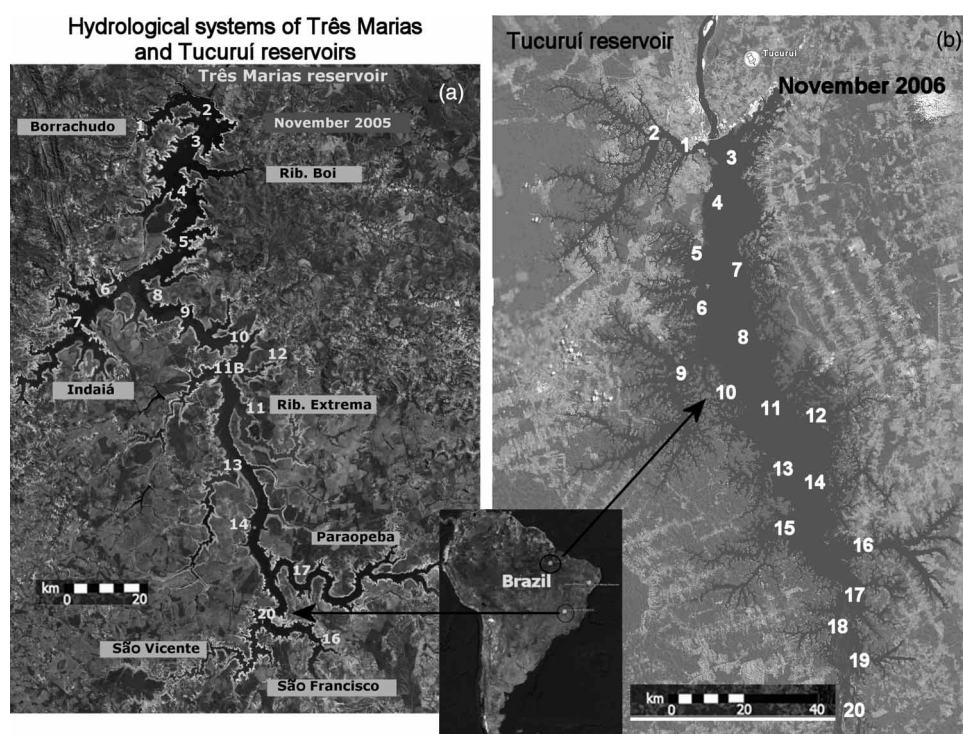 Hydrological systems of Três Marias
and Tucuruí reservoirs
Três Marias reservoir
(a)
November 2005
Borrachudo
1
2
3
Rib. Boi
4
5
6
7
8
9
10
12
11B
Indaiá
11
Rib. Extrema
13
14
Paraopeba
17
km
0 20
20
16
São Vicente
São Francisco
Brazil
Tucuruí reservoir
Tucuruí
(b)
November 2006
2
1
3
4
5
7
6
8
9
10
11
12
13
14
15
16
17
18
19
20
km
0 20 40